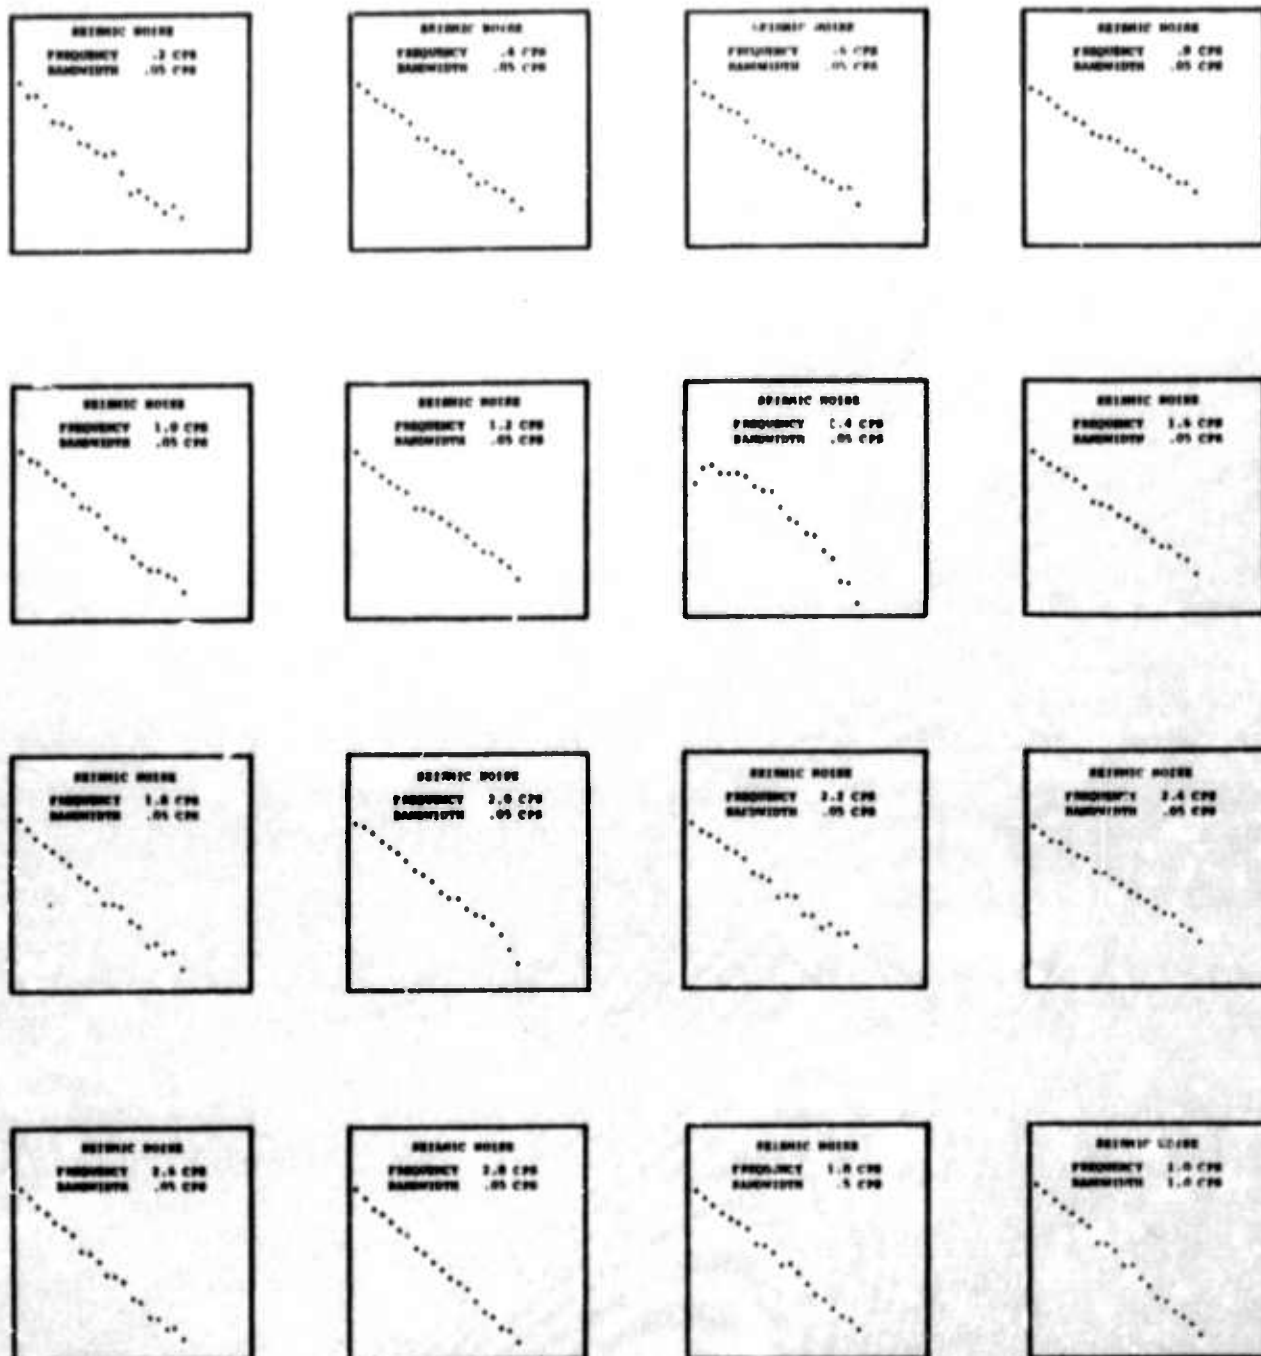 SEISMIC NOISE
FREQUENCY .2 CPS
BANDWIDTH .05 CPS
SEISMIC NOISE
FREQUENCY .4 CPS
BANDWIDTH .05 CPS
SEISMIC NOISE
FREQUENCY .6 CPS
BANDWIDTH .05 CPS
SEISMIC NOISE
FREQUENCY .8 CPS
BANDWIDTH .05 CPS
SEISMIC NOISE
FREQUENCY 1.0 CPS
BANDWIDTH .05 CPS
SEISMIC NOISE
FREQUENCY 1.2 CPS
BANDWIDTH .05 CPS
SEISMIC NOISE
FREQUENCY 1.4 CPS
BANDWIDTH .05 CPS
SEISMIC NOISE
FREQUENCY 1.6 CPS
BANDWIDTH .05 CPS
SEISMIC NOISE
FREQUENCY 1.8 CPS
BANDWIDTH .05 CPS
SEISMIC NOISE
FREQUENCY 2.0 CPS
BANDWIDTH .05 CPS
SEISMIC NOISE
FREQUENCY 2.2 CPS
BANDWIDTH .05 CPS
SEISMIC NOISE
FREQUENCY 2.4 CPS
BANDWIDTH .05 CPS
SEISMIC NOISE
FREQUENCY 2.6 CPS
BANDWIDTH .05 CPS
SEISMIC NOISE
FREQUENCY 2.8 CPS
BANDWIDTH .05 CPS
SEISMIC NOISE
FREQUENCY 1.0 CPS
BANDWIDTH .5 CPS
SEISMIC NOISE
FREQUENCY 1.0 CPS
BANDWIDTH 1.0 CPS